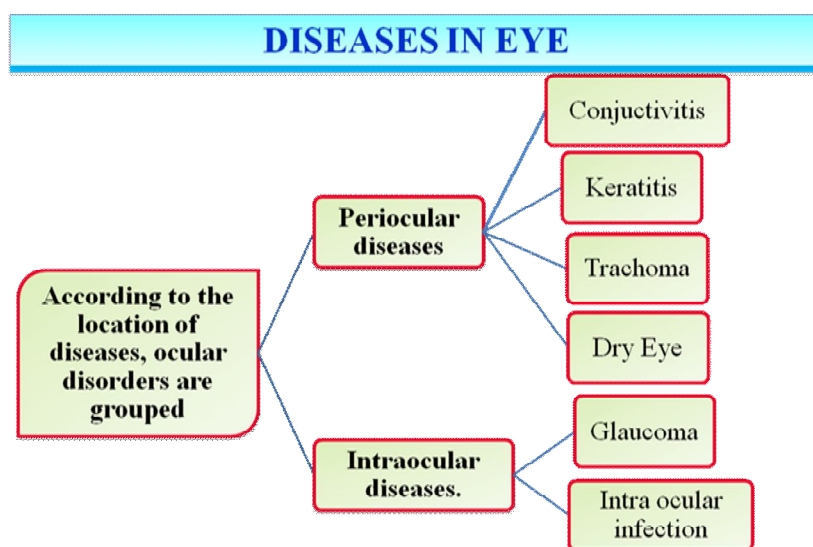 DISEASES IN EYE
According to the
location of
diseases, ocular
disorders are
grouped
Periocular
diseases
Conjuctivitis
Keratitis
Trachoma
Dry Eye
Intraocular
diseases.
Glaucoma
Intra ocular
infection